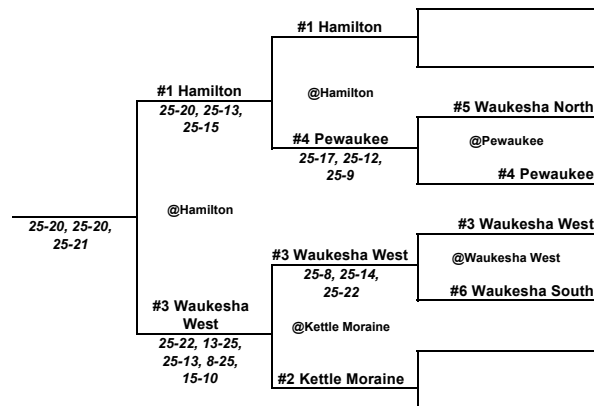 #1 Hamilton
#1 Hamilton
@Hamilton
25-20, 25-13,
25-15
#5 Waukesha North
#4 Pewaukee
@Pewaukee
25-17, 25-12,
25-9
#4 Pewaukee
@Hamilton
25-20, 25-20,
25-21
#3 Waukesha West
#3 Waukesha West
@Waukesha West
25-8, 25-14,
25-22
#6 Waukesha South
#3 Waukesha
West
@Kettle Moraine
25-22, 13-25,
25-13, 8-25,
15-10
#2 Kettle Moraine